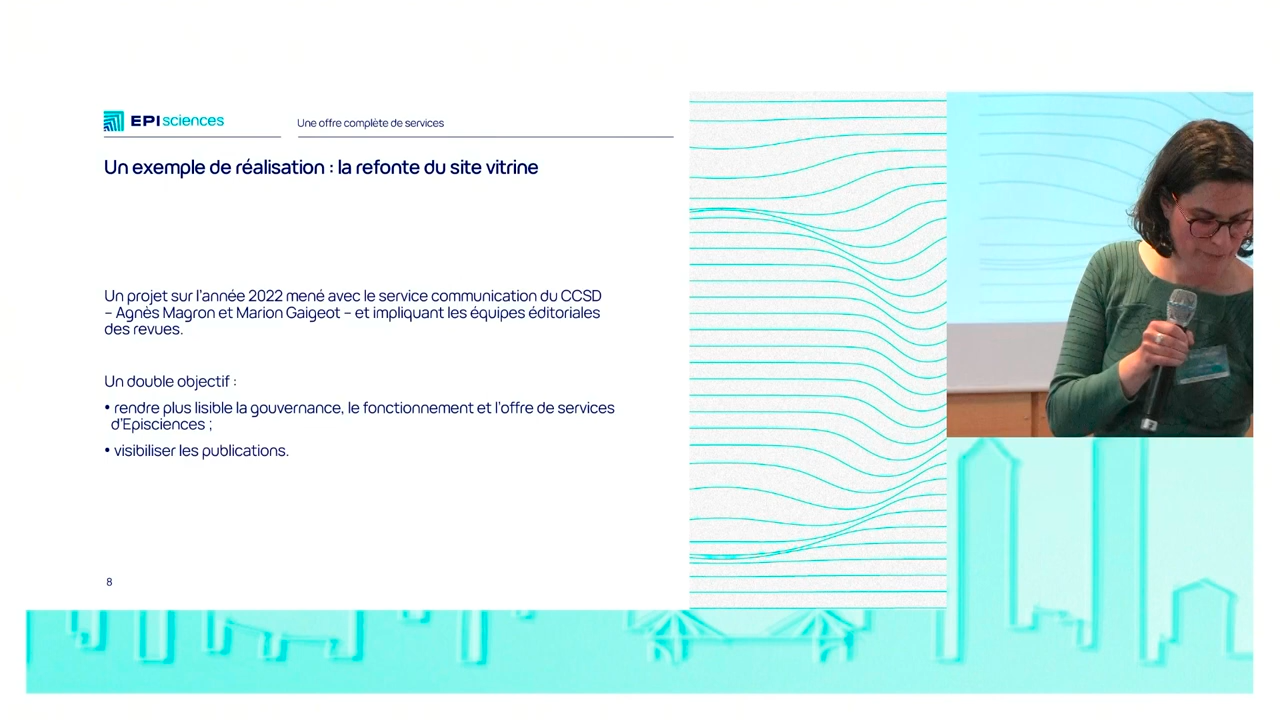 EPIsciences
Une offre complète de services
Un exemple de réalisation : la refonte du site vitrine
Un projet sur l'année 2022 mené avec le service communication du CCSD
– Agnès Magron et Marion Gaigeot – et impliquant les équipes éditoriales
des revues.
Un double objectif :
• rendre plus lisible la gouvernance, le fonctionnement et l'offre de services
d'Episciences ;
• visibiliser les publications.
8